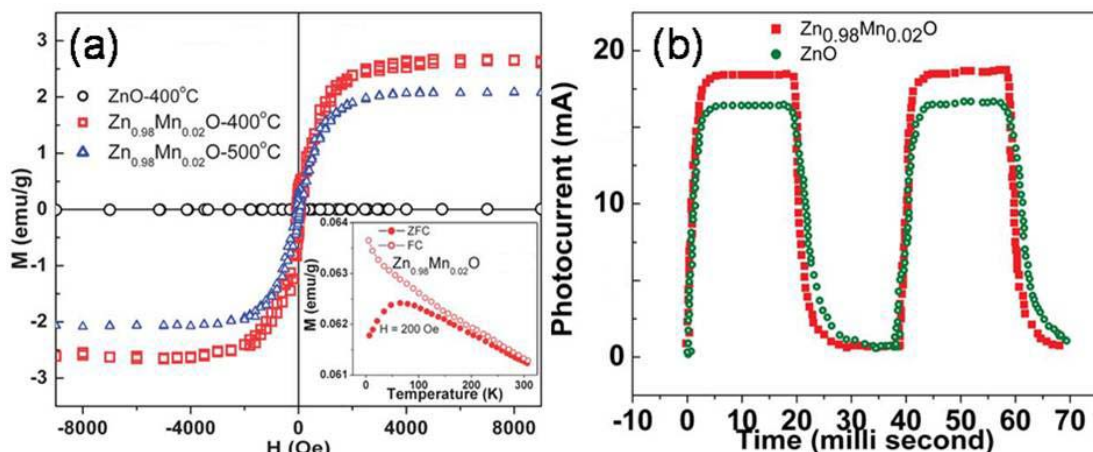 (a)
3
2
1
0
-1
-2
-3
M (emu/g)
ZnO-400°C
Zn0.98Mn0.02O-400°C
Zn0.98Mn0.02O-500°C
-8000 -4000 0 4000 8000
H (Oe)
0.064
0.063
0.062
0.061
M (emu/g)
ZFC
FC
Zn0.98Mn0.02O
H = 200 Oe
0 100 200 300
Temperature (K)
(b)
Zn0.98Mn0.02O
ZnO
20
10
0
Photocurrent (mA)
-10 0 10 20 30 40 50 60 70
Time (milli second)